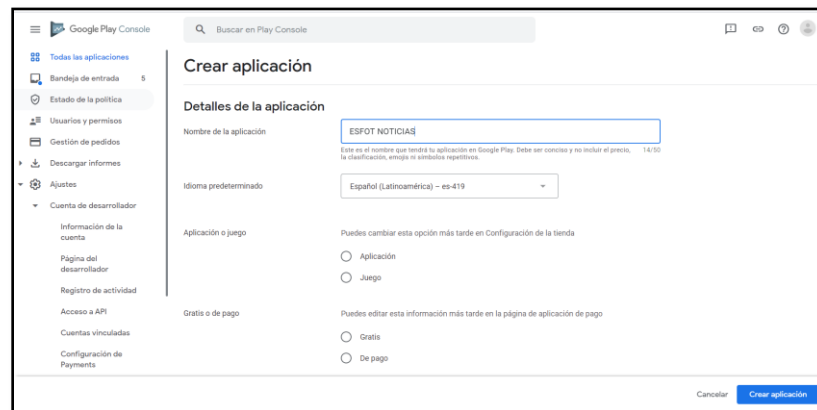 Google Play Console
Buscar en Play Console
Todas las aplicaciones
Bandeja de entrada 5
Estado de la política
Usuarios y permisos
Gestión de pedidos
Descargar informes
Ajustes
Cuenta de desarrollador
Información de la
cuenta
Página del
desarrollador
Registro de actividad
Acceso a API
Cuentas vinculadas
Configuración de
Payments
Crear aplicación
Detalles de la aplicación
Nombre de la aplicación
ESFOT NOTICIAS
Este es el nombre que tendrá tu aplicación en Google Play. Debe ser conciso y no incluir el precio, 14/50
la clasificación, emojis ni símbolos repetitivos.
Idioma predeterminado
Español (Latinoamérica) – es-419
Aplicación o juego
Puedes cambiar esta opción más tarde en Configuración de la tienda
Aplicación
Juego
Gratis o de pago
Puedes editar esta información más tarde en la página de aplicación de pago
Gratis
De pago
Cancelar
Crear aplicación